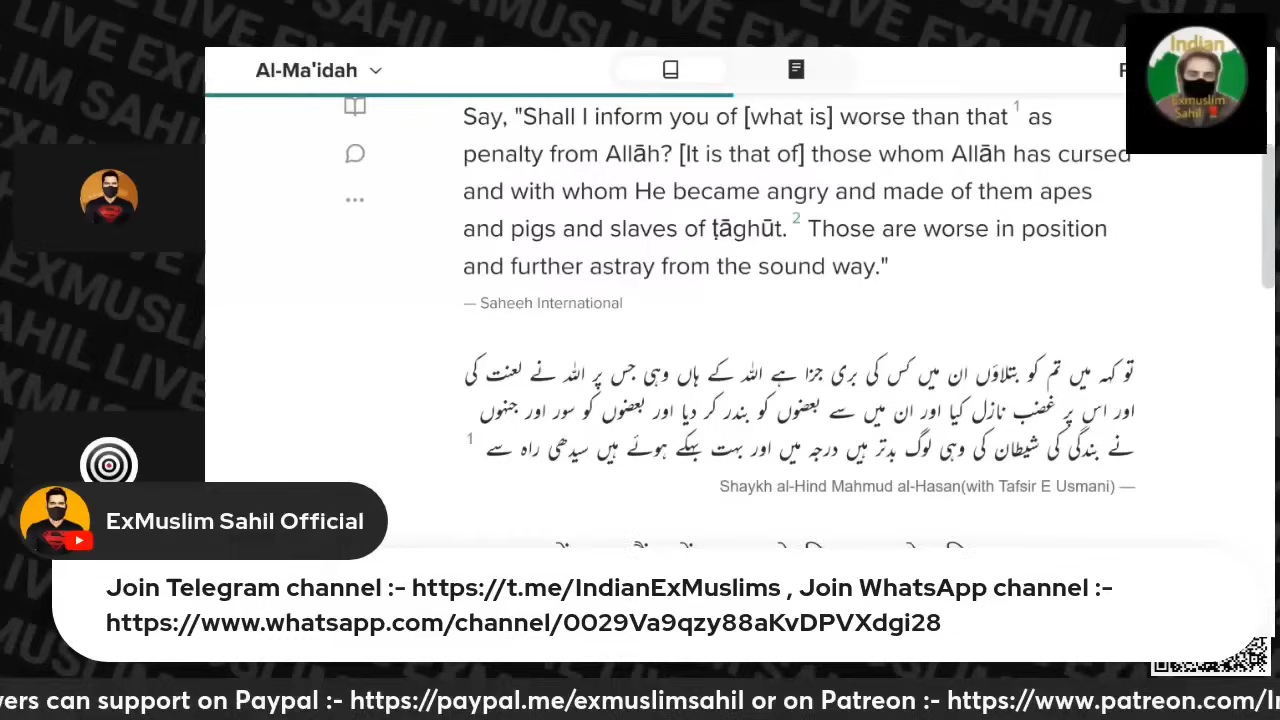 Al-Ma'idah
Say, "Shall I inform you of [what is] worse than that 1 as
penalty from Allāh? [It is that of] those whom Allāh has cursed
and with whom He became angry and made of them apes
and pigs and slaves of ṭāghūt. 2 Those are worse in position
and further astray from the sound way."
— Saheeh International
تو کہہ میں تم کو بتلاؤں ان میں کس کی بری جزا ہے اللہ کے ہاں وہی جس پر اللہ نے لعنت کی
اور اس پر غضب نازل کیا اور ان میں سے بعضوں کو بندر کر دیا اور بعضوں کو سور اور جنہوں
نے بندگی کی شیطان کی وہی لوگ بدتر ہیں درجہ میں اور بہت بہکے ہوئے ہیں سیدھی راہ سے 1
Shaykh al-Hind Mahmud al-Hasan(with Tafsir E Usmani) —
Indian
Exmuslim
Sahil
ExMuslim Sahil Official
Join Telegram channel :- https://t.me/IndianExMuslims , Join WhatsApp channel :-
https://www.whatsapp.com/channel/0029Va9qzy88aKvDPVXdgi28
can support on Paypal :- https://paypal.me/exmuslimsahil or on Patreon :- https://www.patreon.com/